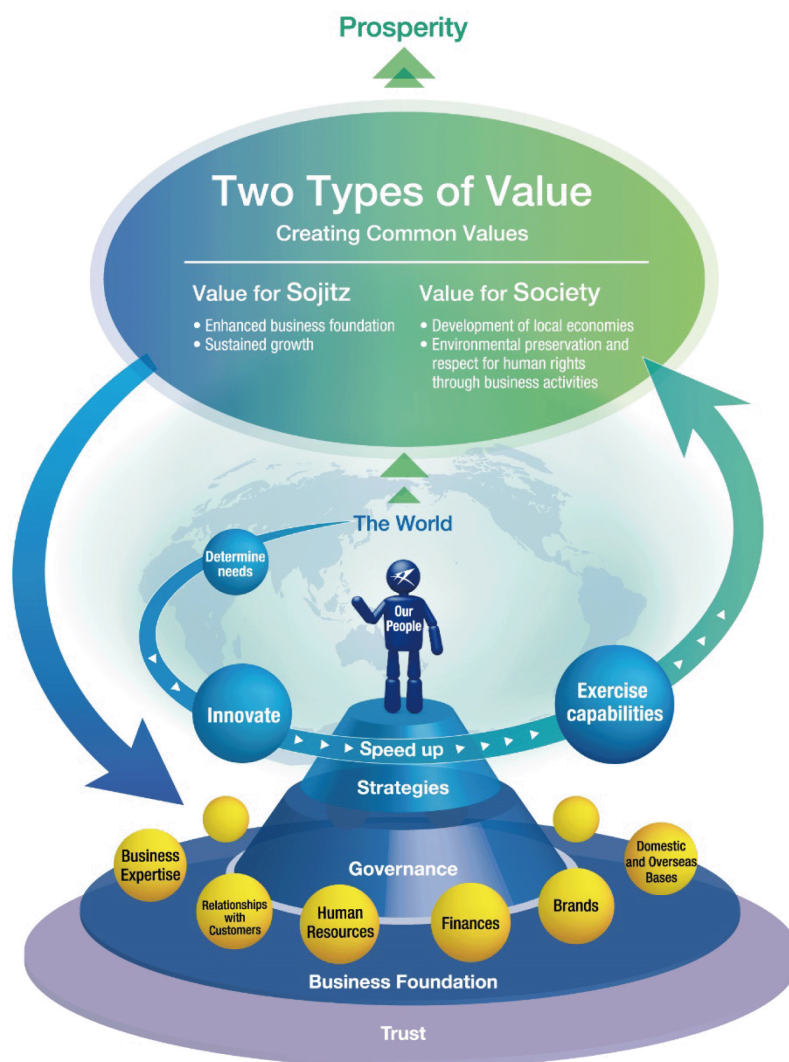 Prosperity
Two Types of Value
Creating Common Values
Value for Sojitz
• Enhanced business foundation
• Sustained growth
Value for Society
• Development of local economies
• Environmental preservation and
respect for human rights
through business activities
The World
Determine
needs
Our
People
Innovate
Exercise
capabilities
Speed up
Strategies
Governance
Business
Expertise
Relationships
with
Customers
Human
Resources
Finances
Brands
Domestic
and Overseas
Bases
Business Foundation
Trust